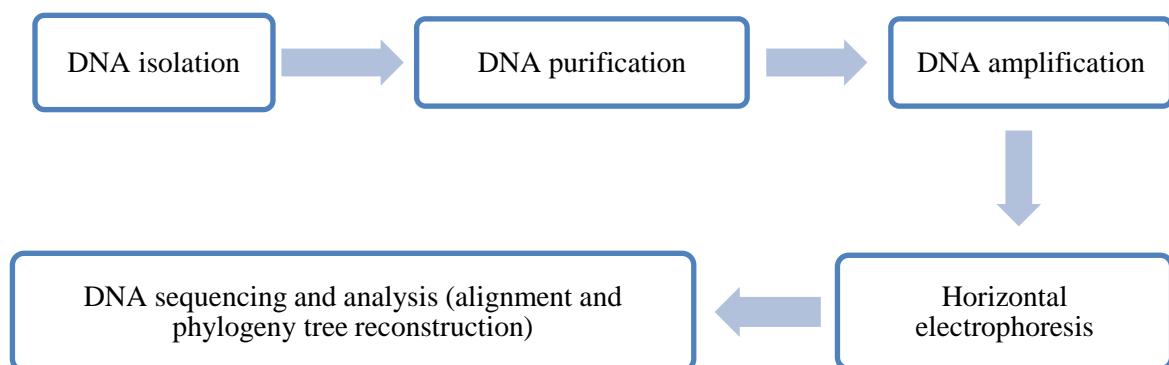 DNA isolation
DNA purification
DNA amplification
Horizontal
electrophoresis
DNA sequencing and analysis (alignment and
phylogeny tree reconstruction)